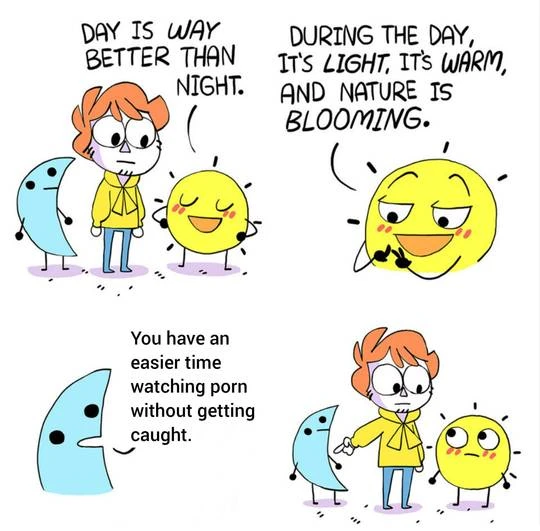 DAY IS WAY
BETTER THAN
NIGHT.
DURING THE DAY,
IT'S LIGHT, IT'S WARM,
AND NATURE IS
BLOOMING.
You have an
easier time
watching porn
without getting
caught.